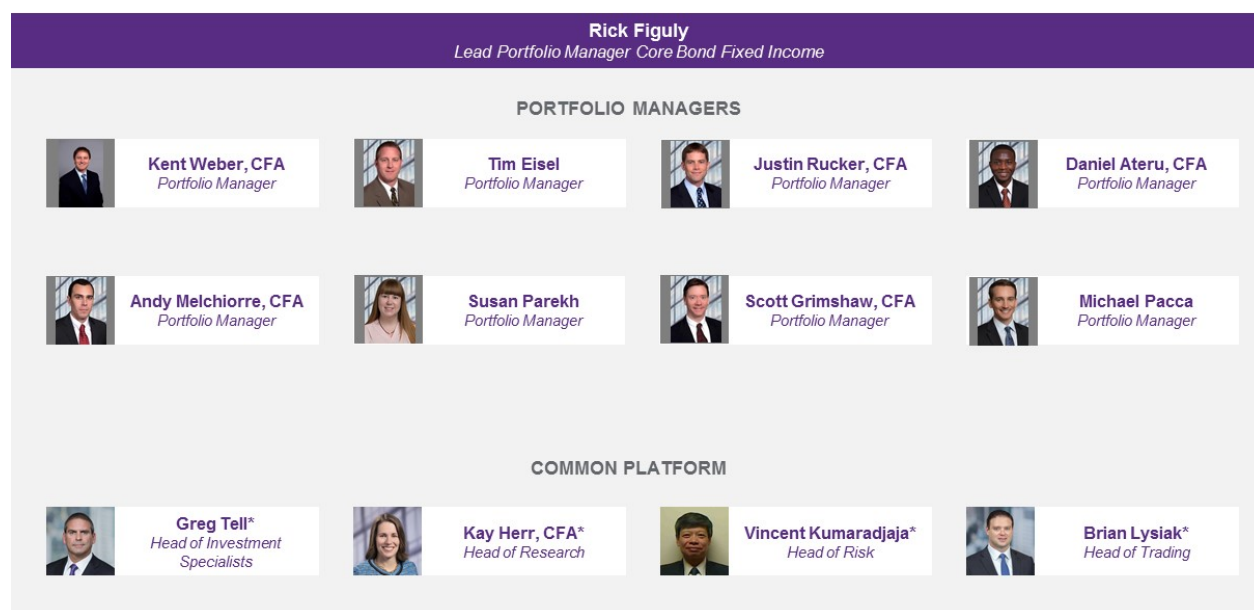 Rick Figuly
Lead Portfolio Manager Core Bond Fixed Income
PORTFOLIO MANAGERS
Kent Weber, CFA
Portfolio Manager
Tim Eisel
Portfolio Manager
Justin Rucker, CFA
Portfolio Manager
Daniel Ateru, CFA
Portfolio Manager
Andy Melchiorre, CFA
Portfolio Manager
Susan Parekh
Portfolio Manager
Scott Grimshaw, CFA
Portfolio Manager
Michael Pacca
Portfolio Manager
COMMON PLATFORM
Greg Tell*
Head of Investment
Specialists
Kay Herr, CFA*
Head of Research
Vincent Kumaradjaja*
Head of Risk
Brian Lysiak*
Head of Trading